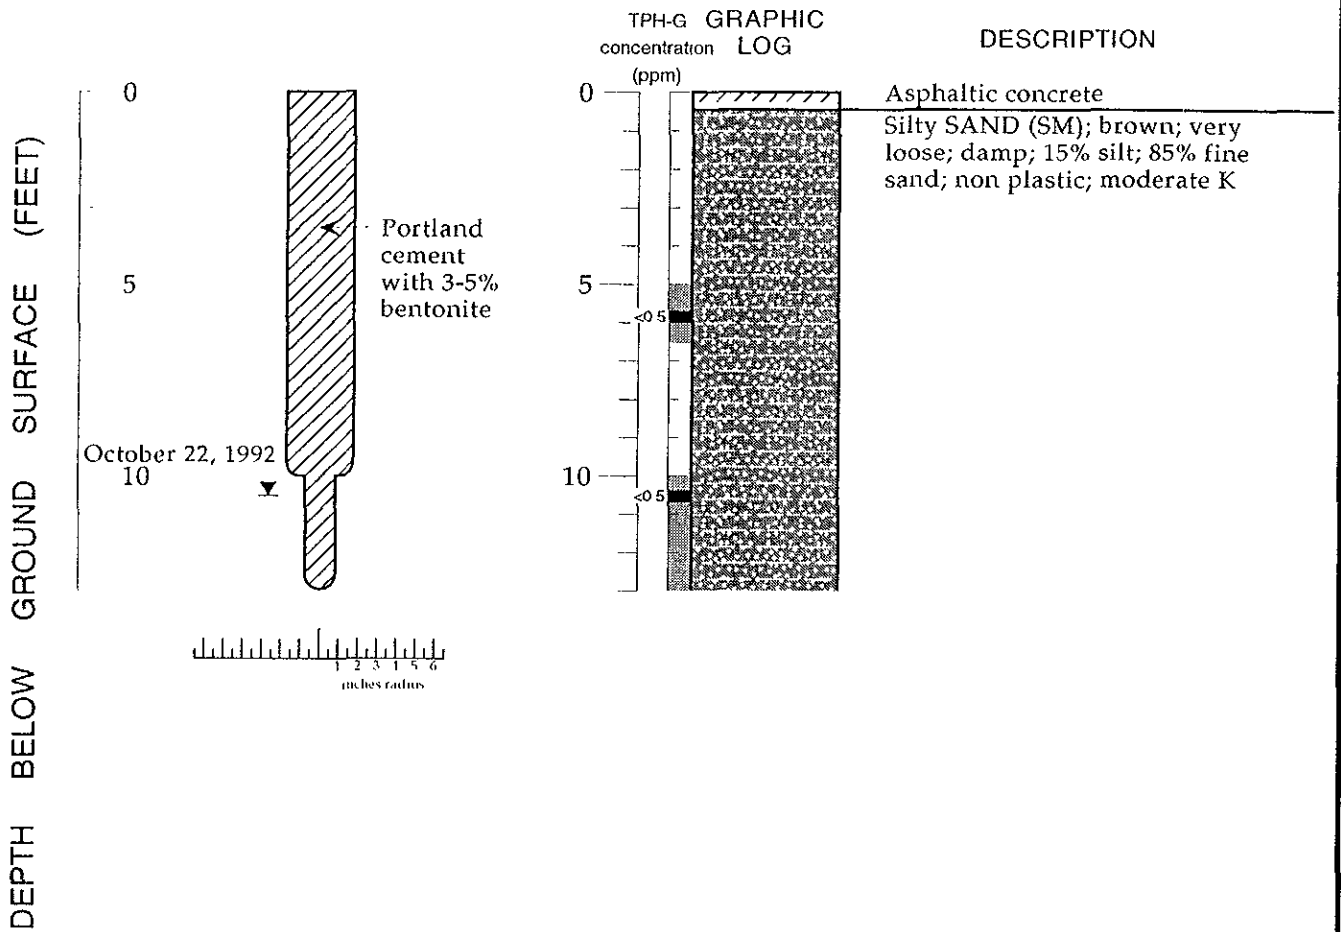 TPH-G GRAPHIC
concentration LOG
(ppm)
DESCRIPTION
DEPTH BELOW GROUND SURFACE (FEET)
0
5
10
Portland
cement
with 3-5%
bentonite
October 22, 1992
1 2 3 4 5 6
inches radius
0
5
<0 5
10
<0 5
Asphaltic concrete
Silty SAND (SM); brown; very
loose; damp; 15% silt; 85% fine
sand; non plastic; moderate K